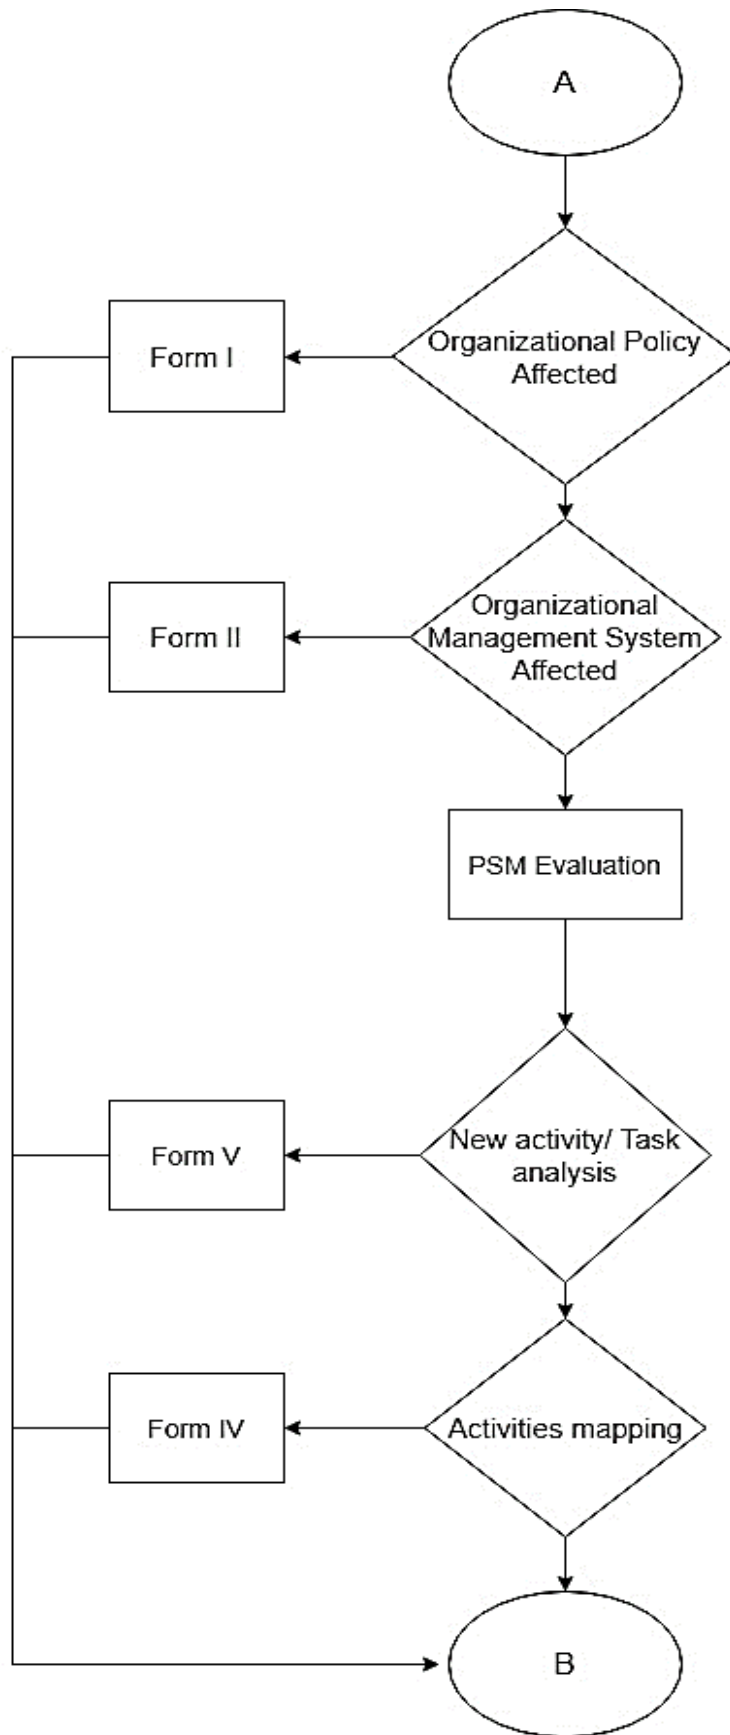 A
Organizational Policy
Affected
Form I
Organizational
Management System
Affected
Form II
PSM Evaluation
New activity/ Task
analysis
Form V
Activities mapping
Form IV
B